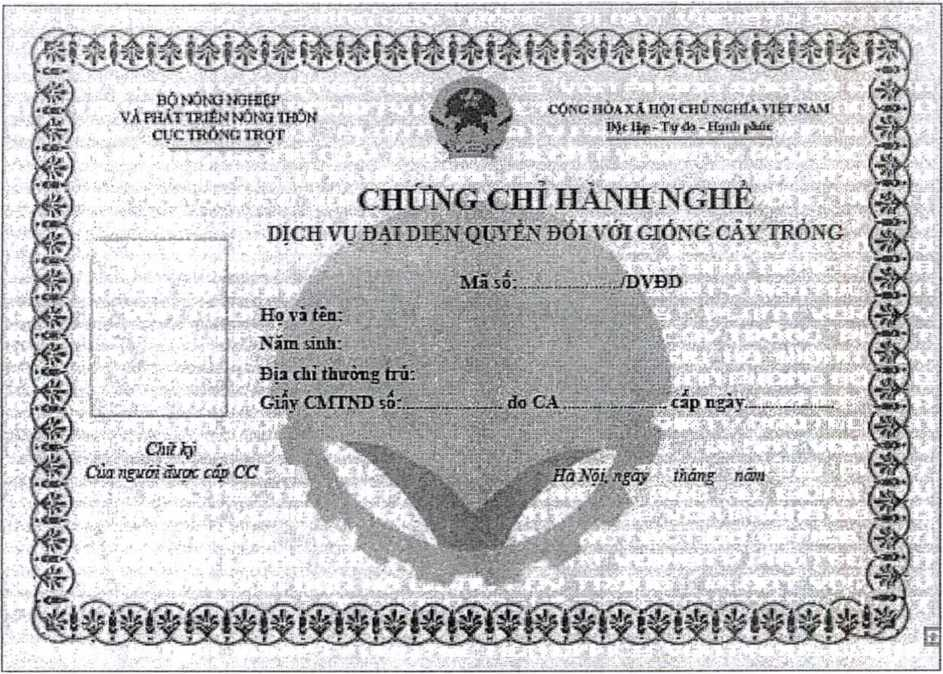 BỘ NÔNG NGHIỆP
VÀ PHÁT TRIỂN NÔNG THÔN
CỤC TRỒNG TRỌT
CỘNG HÒA XÃ HỘI CHỦ NGHĨA VIỆT NAM
Độc lập - Tự do - Hạnh phúc
CHỨNG CHỈ HÀNH NGHỀ
DỊCH VỤ ĐẠI DIỆN QUYỀN ĐỐI VỚI GIỐNG CÂY TRỒNG
Mã số:...................../DVĐD
Họ và tên:
Năm sinh:
Địa chỉ thường trú:
Giấy CMTND số:..................... do CA ..................... cấp ngày..................
Chữ ký
Của người được cấp CC
Hà Nội, ngày tháng năm